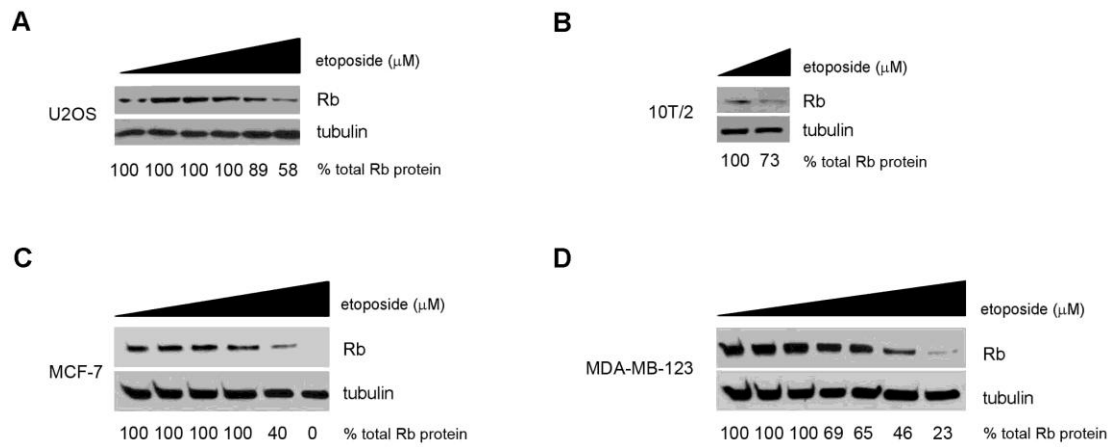 A
etoposide (μM)
U2OS
Rb
tubulin
100 100 100 100 89 58 % total Rb protein
B
etoposide (μM)
10T/2
Rb
tubulin
100 73
% total Rb protein
C
etoposide (μM)
MCF-7
Rb
tubulin
100 100 100 100 40 0 % total Rb protein
D
etoposide (μM)
MDA-MB-123
Rb
tubulin
100 100 100 69 65 46 23 % total Rb protein